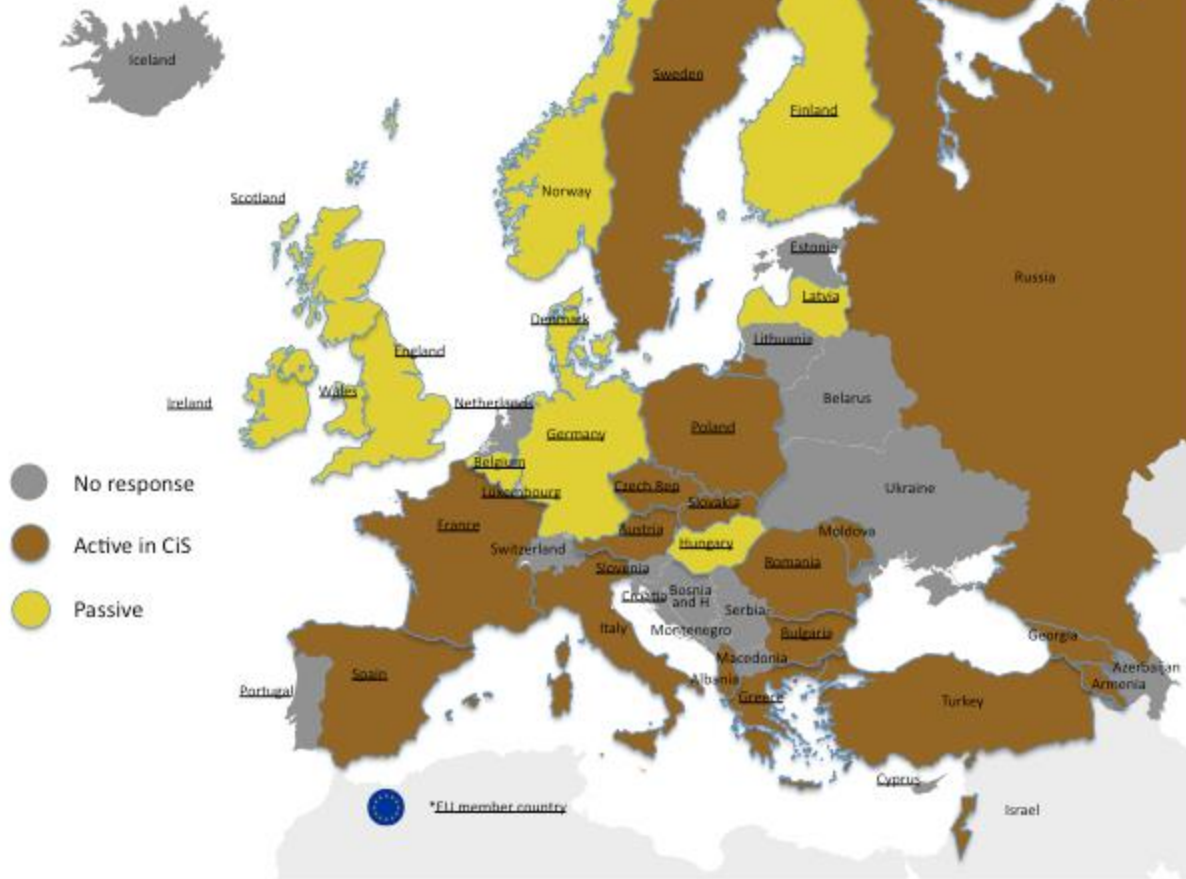 Iceland
Sweden
Finland
Norway
Scotland
Estonia
Russia
Latvia
Denmark
Lithuania
England
Wales
Ireland
Netherlands
Belarus
Germany
Poland
Belgium
No response
Czech Rep
Ukraine
Luxembourg
Slovakia
France
Austria
Moldova
Active in CiS
Switzerland
Hungary
Romania
Slovenia
Bosnia
and H
Croatia
Passive
Serbia
Italy
Montenegro
Bulgaria
Georgia
Macedonia
Azerbaijan
Spain
Albania
Armenia
Portugal
Greece
Turkey
Cyprus
*EU member country
Israel